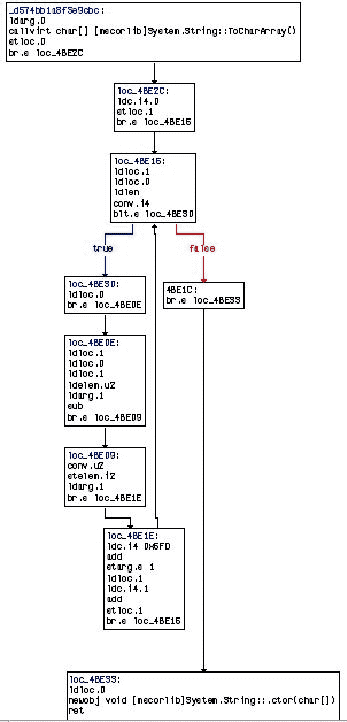 ldarg.0
callvirt char[] [mscorlib]System.String::ToCharArray()
stloc.0
br.s loc_4BE2C
loc_4BE2C:
ldc.i4.0
stloc.1
br.s loc_4BE15
loc_4BE15:
ldloc.1
ldloc.0
ldlen
conv.i4
blt.s loc_4BE3D
true
false
loc_4BE3D:
ldloc.0
br.s loc_4BE0E
4BE1C:
br.s loc_4BE33
loc_4BE0E:
ldloc.1
ldloc.0
ldloc.1
ldelem.u2
ldarg.1
sub
br.s loc_4BE09
loc_4BE09:
conv.u2
stelem.i2
ldarg.1
br.s loc_4BE1E
loc_4BE1E:
ldc.i4
add
starg.s 1
ldloc.1
ldc.i4.1
add
stloc.1
br.s loc_4BE15
loc_4BE33:
ldloc.0
newobj void [mscorlib]System.String::.ctor(char[])
ret